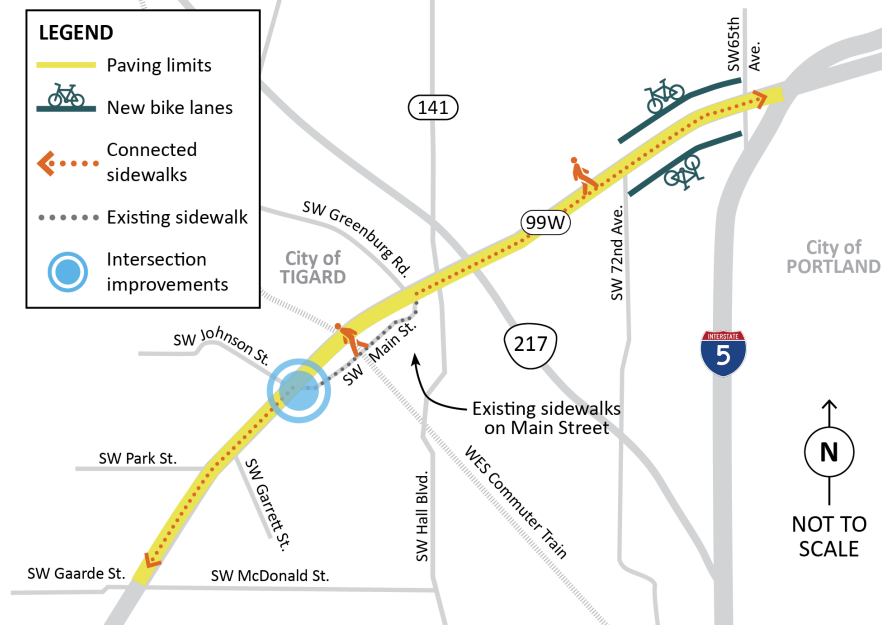 LEGEND
Paving limits
New bike lanes
Connected
sidewalks
Existing sidewalk
Intersection
improvements
SW65th
Ave.
141
SW Greenburg Rd.
99W
City of
TIGARD
SW 72nd Ave.
City of
PORTLAND
SW Johnson St.
SW Main St.
217
INTERSTATE
5
Existing sidewalks
on Main Street
SW Park St.
SW Garrett St.
SW Hall Blvd.
WES Commuter Train
N
NOT TO
SCALE
SW Gaarde St.
SW McDonald St.